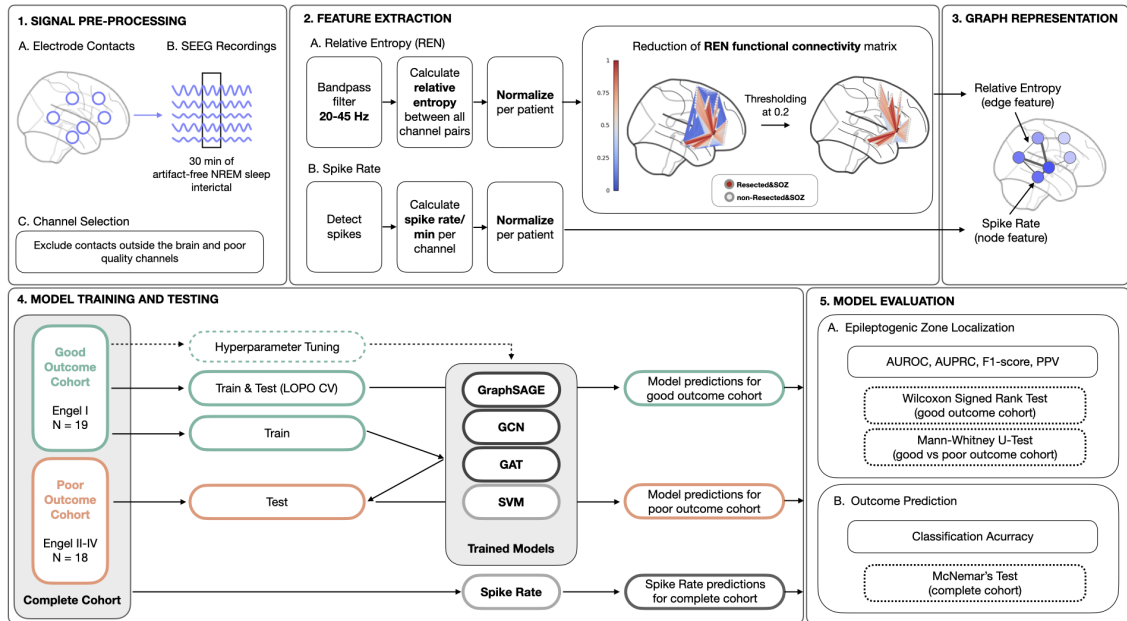 1. SIGNAL PRE-PROCESSING
A. Electrode Contacts
B. SEEG Recordings
30 min of
artifact-free NREM sleep
interictal
C. Channel Selection
Exclude contacts outside the brain and poor
quality channels
2. FEATURE EXTRACTION
A. Relative Entropy (REN)
Bandpass
filter
20-45 Hz
Calculate
relative
entropy
between all
channel pairs
Normalize
per patient
Reduction of REN functional connectivity matrix
1
0.75
0.5
0.25
0
Thresholding
at 0.2
Resected&SOZ
non-Resected&SOZ
B. Spike Rate
Detect
spikes
Calculate
spike rate/
min per
channel
Normalize
per patient
3. GRAPH REPRESENTATION
Relative Entropy
(edge feature)
Spike Rate
(node feature)
4. MODEL TRAINING AND TESTING
Good
Outcome
Cohort
Engel I
N = 19
Poor
Outcome
Cohort
Engel II-IV
N = 18
Complete Cohort
Hyperparameter Tuning
Train & Test (LOPO CV)
Train
Test
GraphSAGE
GCN
GAT
SVM
Trained Models
Spike Rate
Model predictions for
good outcome cohort
Model predictions for
poor outcome cohort
Spike Rate predictions
for complete cohort
5. MODEL EVALUATION
A. Epileptogenic Zone Localization
AUROC, AUPRC, F1-score, PPV
Wilcoxon Signed Rank Test
(good outcome cohort)
Mann-Whitney U-Test
(good vs poor outcome cohort)
B. Outcome Prediction
Classification Acurracy
McNemar's Test
(complete cohort)